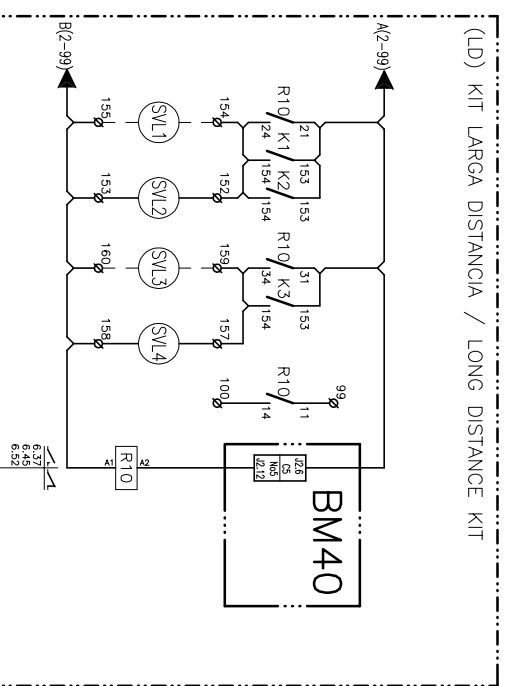 (LD) KIT LARGA DISTANCIA / LONG DISTANCE KIT
A(2-99)
B(2-99)
R10
21
24
K1
153
154
K2
153
154
R10
31
34
K3
153
154
R10
99
11
14
100
154
SVL1
155
152
SVL2
153
159
SVL3
160
157
SVL4
158
BM40
J2.6
C5
No5
J2.12
A2
R10
A1
6.37
6.45
6.52